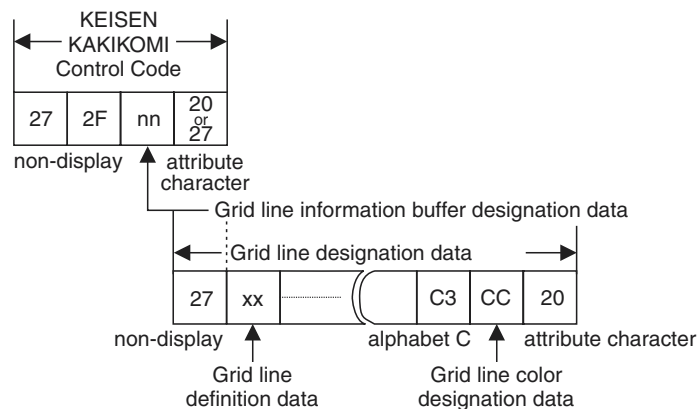 KEISEN
KAKIKOMI
Control Code
27 2F nn 20 or 27
non-display attribute character
Grid line information buffer designation data
Grid line designation data
27 xx C3 CC 20
non-display alphabet C attribute character
Grid line definition data
Grid line color designation data